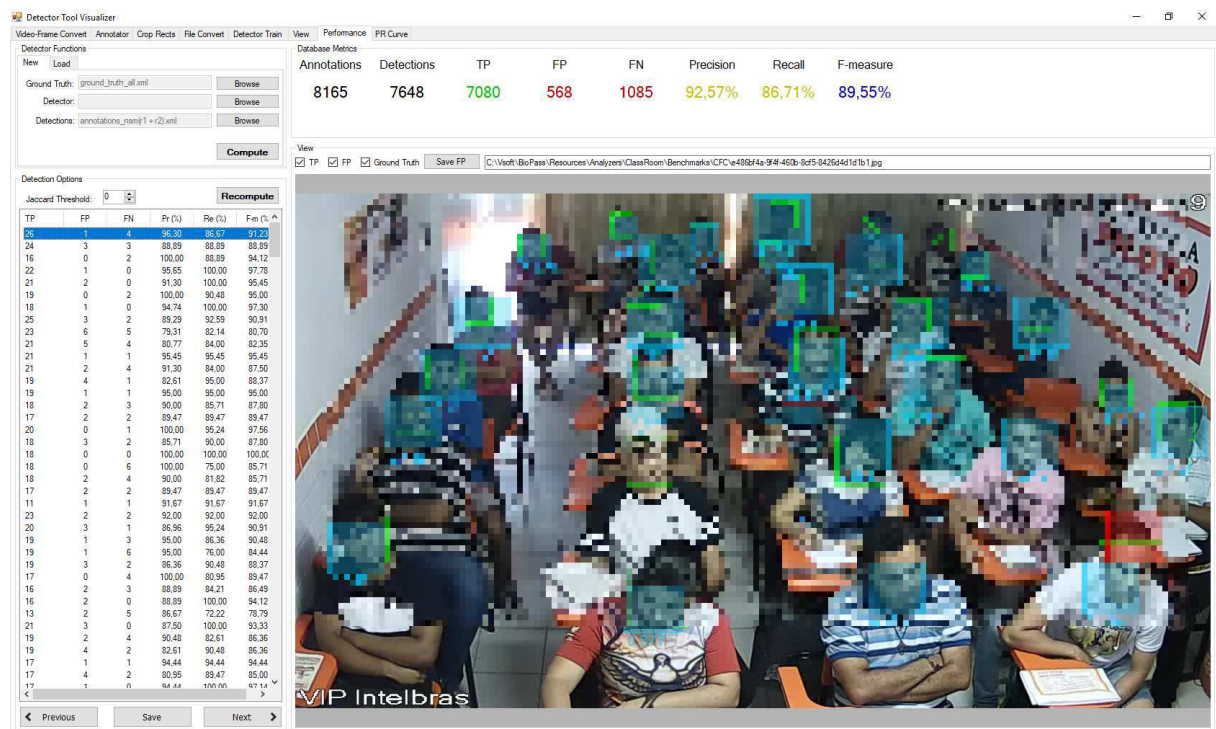 Detector Tool Visualizer
Video-Frame Convert Annotator Crop Rects File Convert Detector Train View Performance PR Curve
Detector Functions
New Load
Ground Truth: ground_truth_all.xml Browse
Detector: Browse
Detections: annotations_nsm(r1 + r2).xml Browse
Compute
Database Metrics
Annotations Detections TP FP FN Precision Recall F-measure
8165 7648 7080 568 1085 92,57% 86,71% 89,55%
View
TP FP Ground Truth Save FP C:\Vsoft\BioPass\Resources\Analyzers\ClassRoom\Benchmarks\CFC\e486bf4a-9f4f-460b-8cf5-8426d4d1d1b1.jpg
Detection Options
Jaccard Threshold: 0 Recompute
TP FP FN Pr (%) Re (%) F-m (%
26 1 4 96,30 86,67 91,23
24 3 3 88,89 88,89 88,89
16 0 2 100,00 88,89 94,12
22 1 0 95,65 100,00 97,78
21 2 0 91,30 100,00 95,45
19 0 2 100,00 90,48 95,00
18 1 0 94,74 100,00 97,30
25 3 2 89,29 92,59 90,91
23 6 5 79,31 82,14 80,70
21 5 4 80,77 84,00 82,35
21 1 1 95,45 95,45 95,45
21 2 4 91,30 84,00 87,50
19 4 1 82,61 95,00 88,37
19 1 1 95,00 95,00 95,00
18 2 3 90,00 85,71 87,80
17 2 2 89,47 89,47 89,47
20 0 1 100,00 95,24 97,56
18 3 2 85,71 90,00 87,80
18 0 0 100,00 100,00 100,00
18 0 6 100,00 75,00 85,71
18 2 4 90,00 81,82 85,71
17 2 2 89,47 89,47 89,47
11 1 1 91,67 91,67 91,67
23 2 2 92,00 92,00 92,00
20 3 1 86,96 95,24 90,91
19 1 3 95,00 86,36 90,48
19 1 6 95,00 76,00 84,44
19 3 2 86,36 90,48 88,37
17 0 4 100,00 80,95 89,47
16 2 3 88,89 84,21 86,49
16 2 0 88,89 100,00 94,12
13 2 5 86,67 72,22 78,79
21 3 0 87,50 100,00 93,33
19 2 4 90,48 82,61 86,36
19 4 2 82,61 90,48 86,36
17 1 1 94,44 94,44 94,44
17 4 2 80,95 89,47 85,00
17 1 0 94,44 100,00 97,14
Previous Save Next
VIP Intelbras